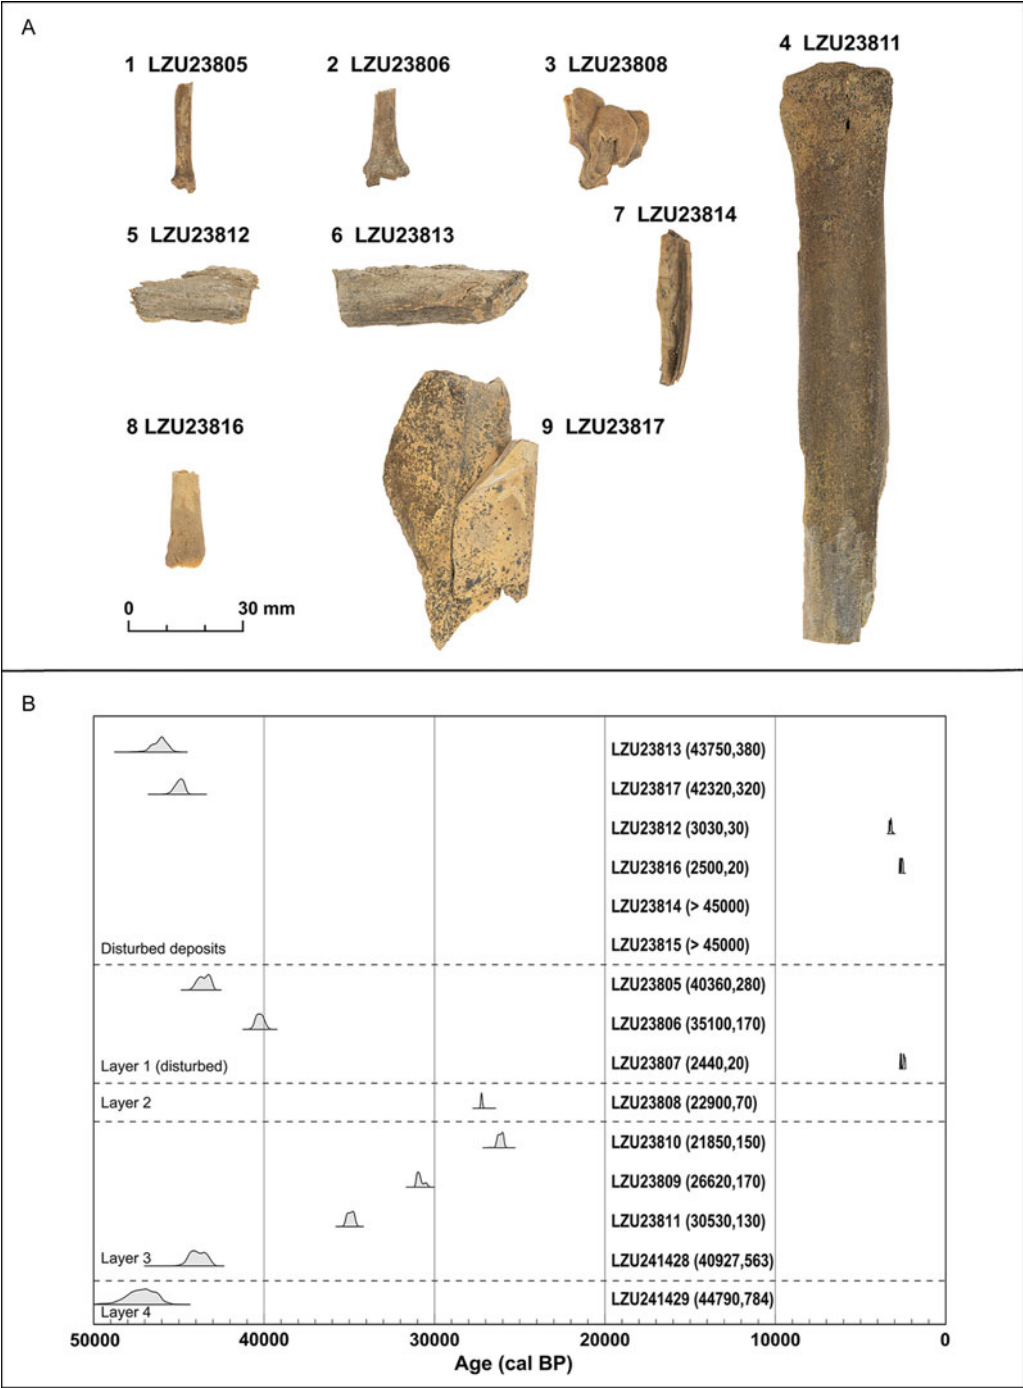 A
1 LZU23805
2 LZU23806
3 LZU23808
4 LZU23811
5 LZU23812
6 LZU23813
7 LZU23814
8 LZU23816
9 LZU23817
0 30 mm
B
LZU23813 (43750,380)
LZU23817 (42320,320)
LZU23812 (3030,30)
LZU23816 (2500,20)
LZU23814 (> 45000)
LZU23815 (> 45000)
Disturbed deposits
LZU23805 (40360,280)
LZU23806 (35100,170)
LZU23807 (2440,20)
Layer 1 (disturbed)
Layer 2
LZU23808 (22900,70)
LZU23810 (21850,150)
LZU23809 (26620,170)
LZU23811 (30530,130)
Layer 3
LZU241428 (40927,563)
LZU241429 (44790,784)
Layer 4
50000 40000 30000 20000 10000 0
Age (cal BP)